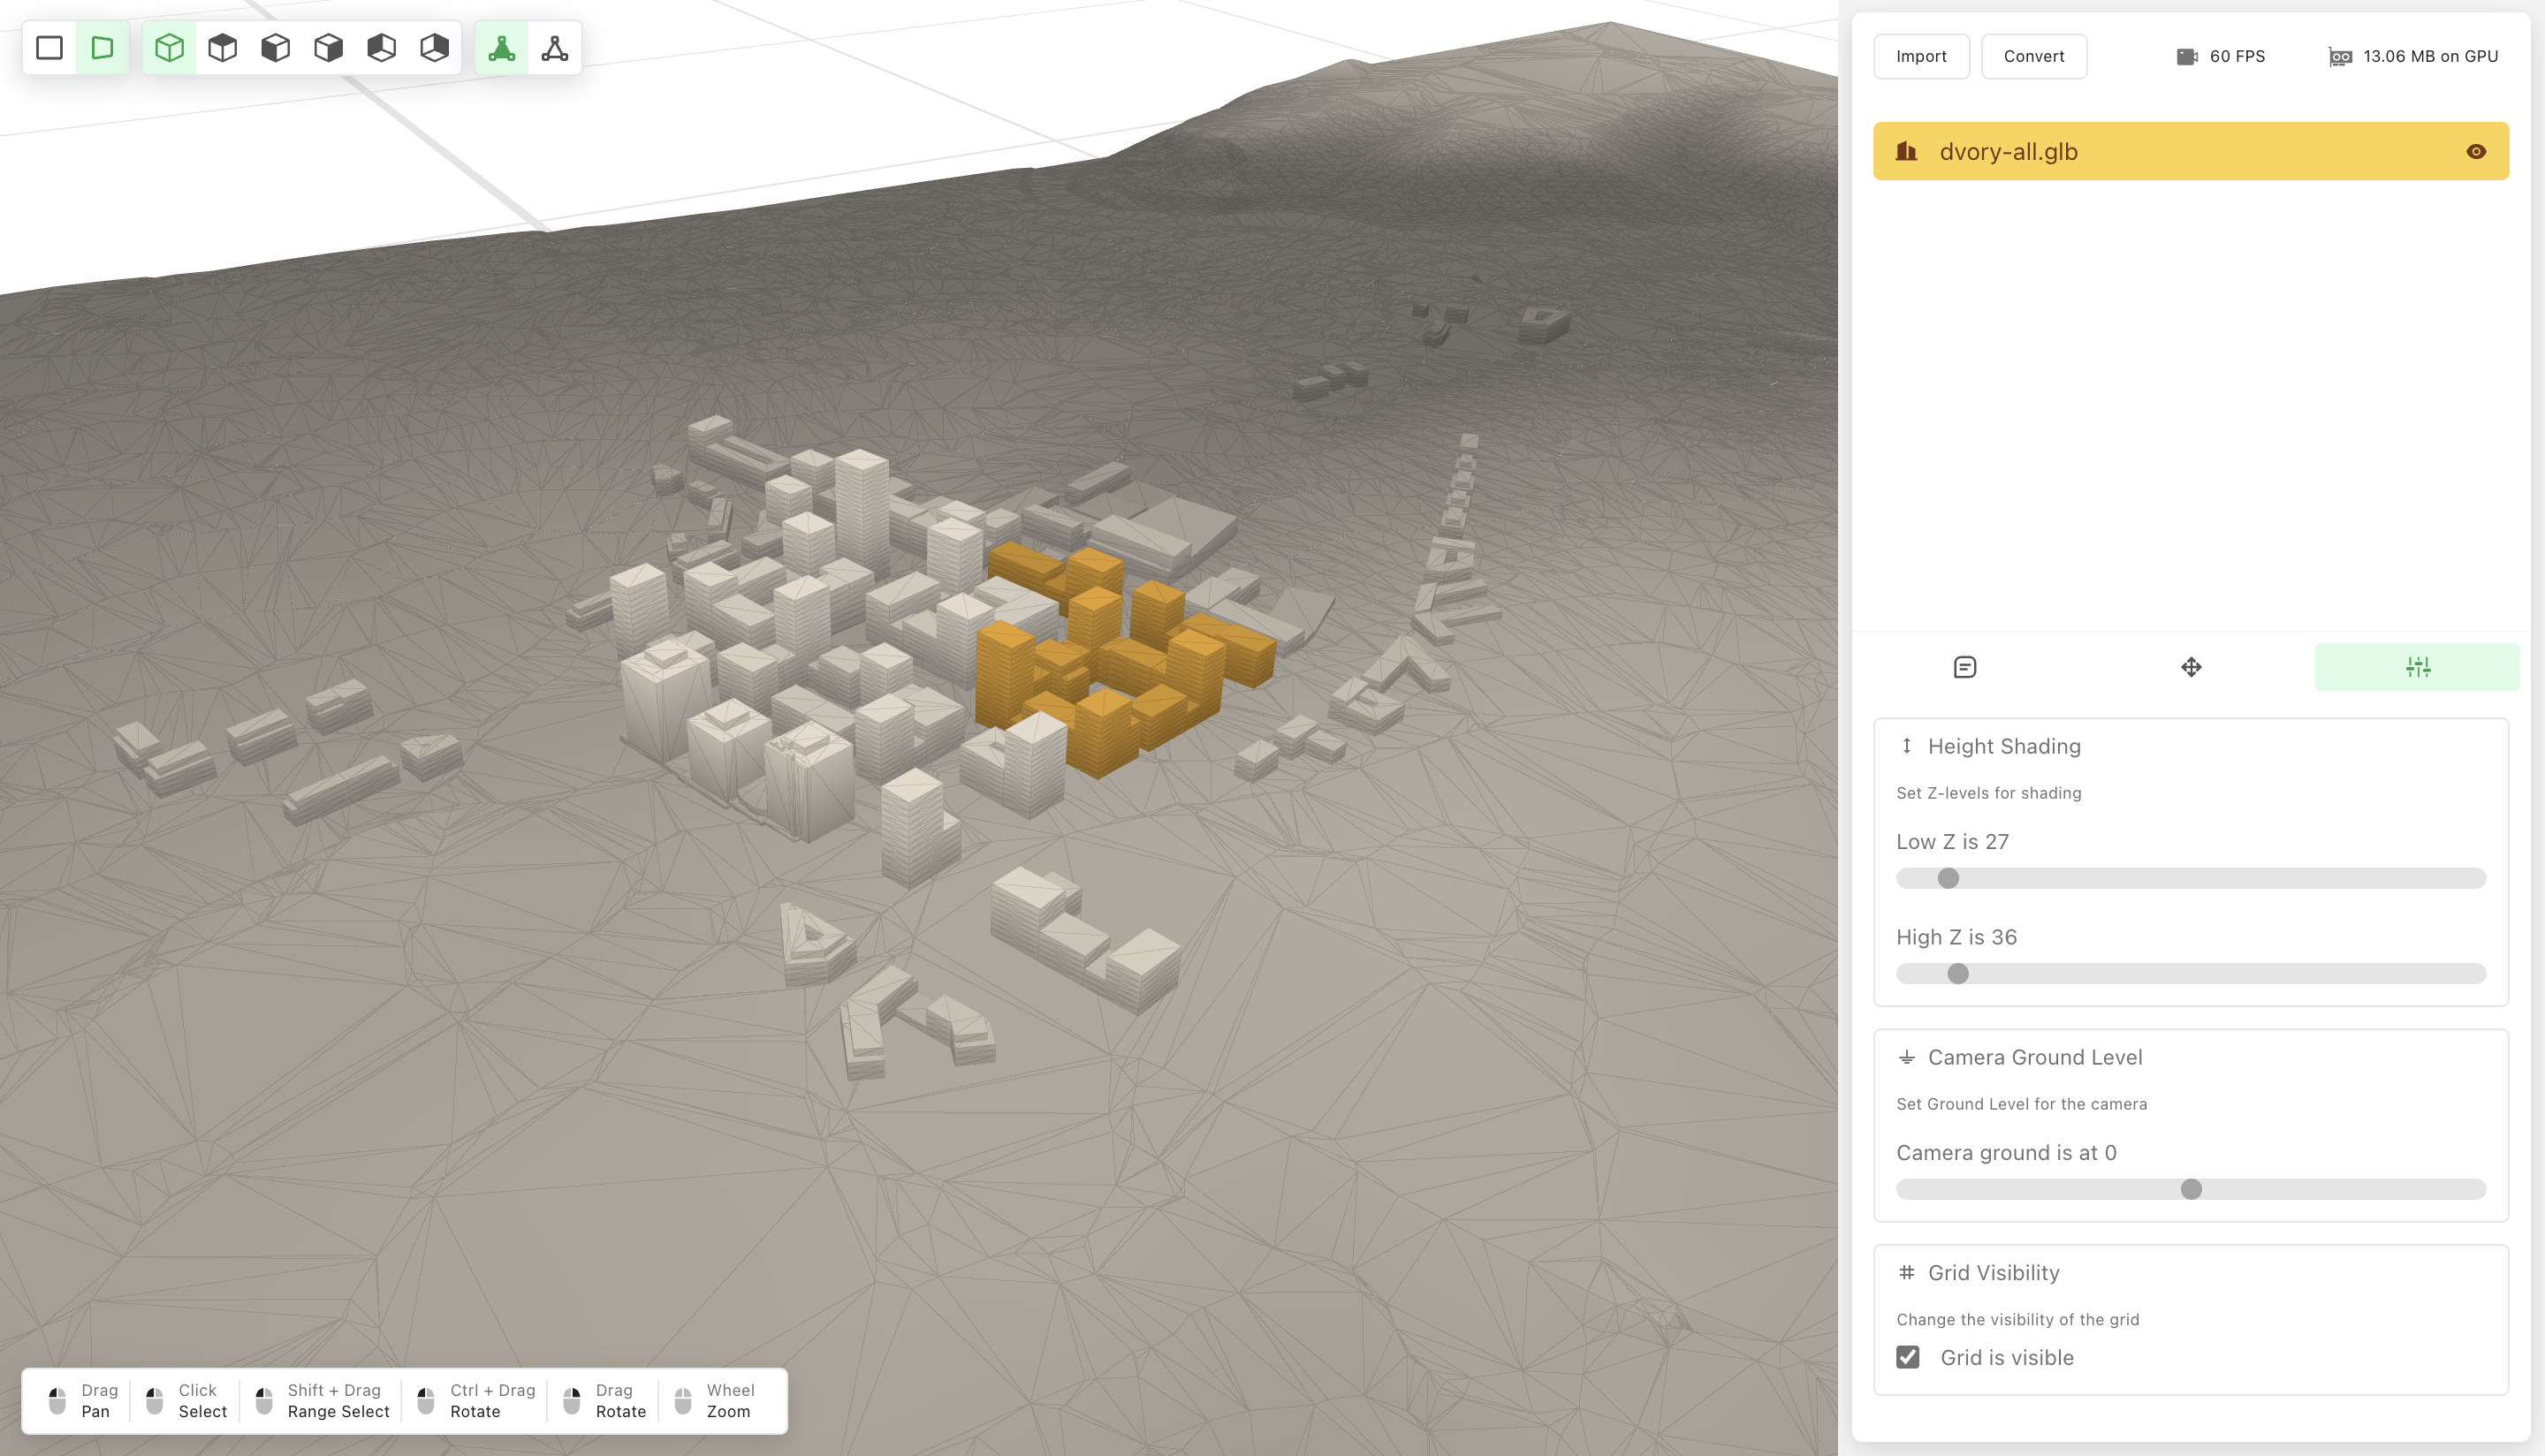 Import
Convert
60 FPS
13.06 MB on GPU
dvory-all.glb
Height Shading
Set Z-levels for shading
Low Z is 27
High Z is 36
Camera Ground Level
Set Ground Level for the camera
Camera ground is at 0
Grid Visibility
Change the visibility of the grid
Grid is visible
Drag
Pan
Click
Select
Shift + Drag
Range Select
Ctrl + Drag
Rotate
Drag
Rotate
Wheel
Zoom